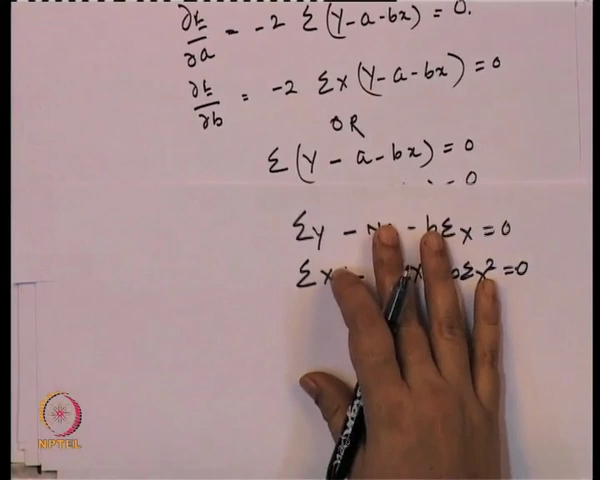 ∂E/∂a = -2 Σ(y-a-bx) = 0.
∂E/∂b = -2 Σx(y-a-bx) = 0
OR
Σ(y - a - bx) = 0
Σy - - bΣx = 0
Σx Σx² = 0
NPTEL